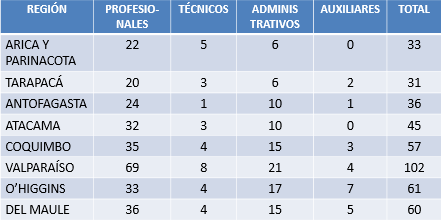 REGIÓN PROFESIO-NALES TÉCNICOS ADMINIS TRATIVOS AUXILIARES TOTAL
ARICA Y PARINACOTA 22 5 6 0 33
TARAPACÁ 20 3 6 2 31
ANTOFAGASTA 24 1 10 1 36
ATACAMA 32 3 10 0 45
COQUIMBO 35 4 15 3 57
VALPARAÍSO 69 8 21 4 102
O’HIGGINS 33 4 17 7 61
DEL MAULE 36 4 15 5 60